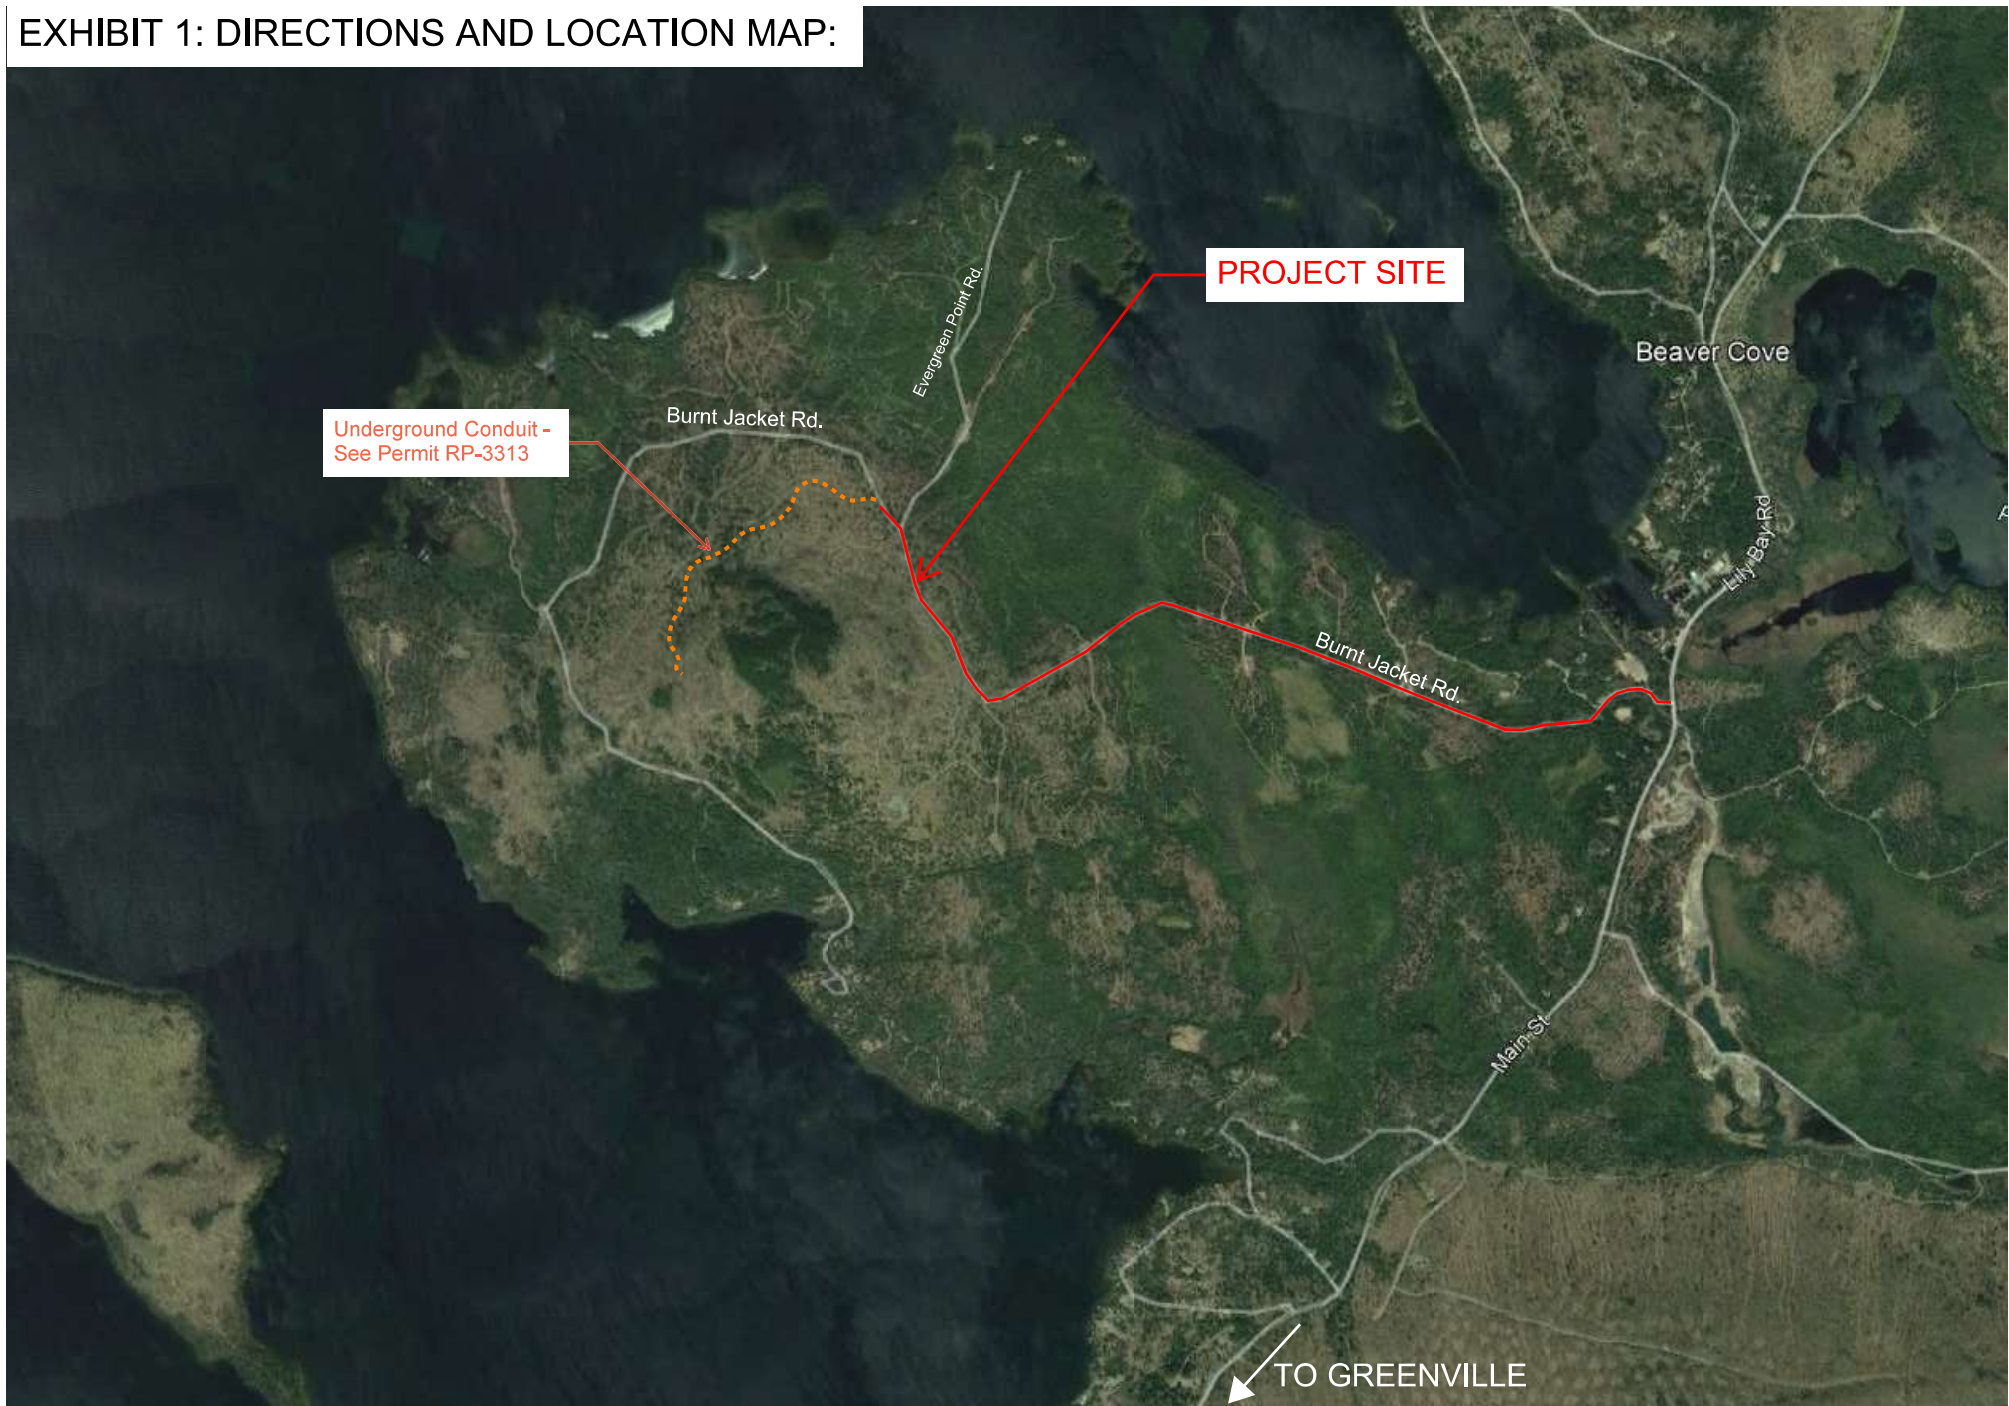 EXHIBIT 1: DIRECTIONS AND LOCATION MAP:
PROJECT SITE
Evergreen Point Rd.
Beaver Cove
Burnt Jacket Rd.
Underground Conduit -
See Permit RP-3313
Lily Bay Rd
Burnt Jacket Rd.
Main St
TO GREENVILLE